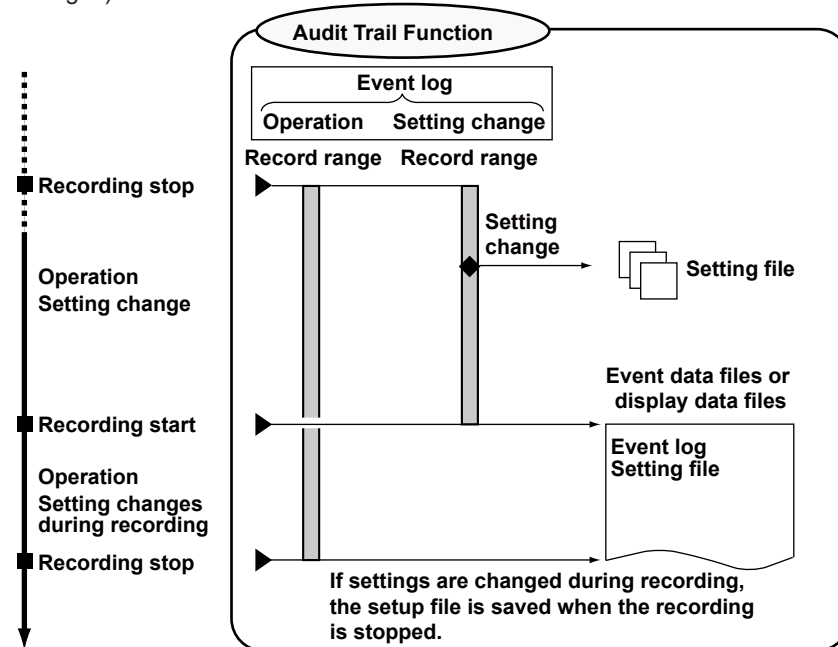 Audit Trail Function
Event log
Operation Setting change
Record range Record range
Recording stop
Setting
change
Setting file
Operation
Setting change
Event data files or
display data files
Recording start
Event log
Setting file
Operation
Setting changes
during recording
Recording stop
If settings are changed during recording,
the setup file is saved when the recording
is stopped.